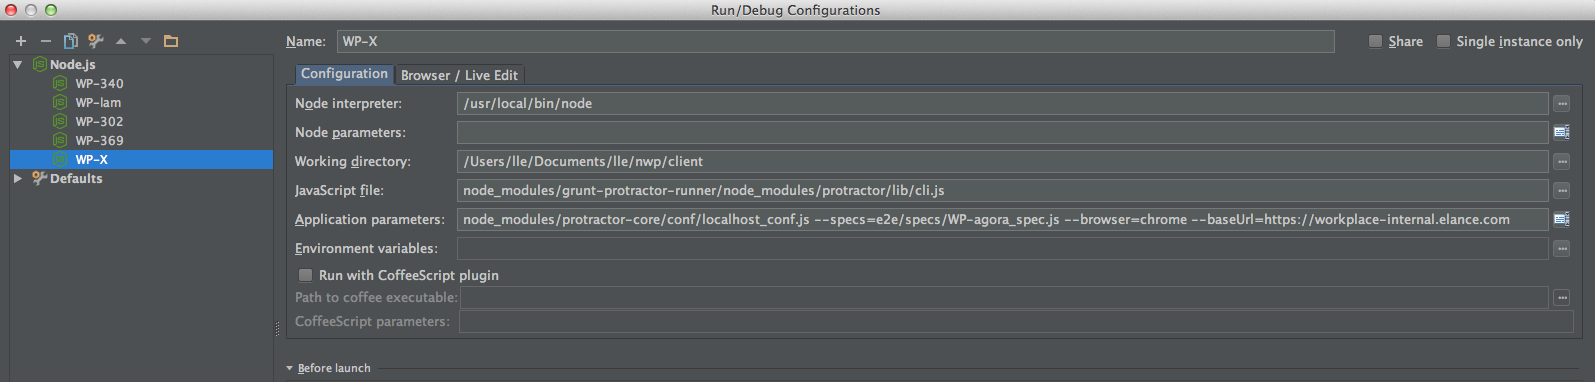 Run/Debug Configurations
Name: WP-X
Share
Single instance only
Node.js
WP-340
WP-lam
WP-302
WP-369
WP-X
Defaults
Configuration
Browser / Live Edit
Node interpreter: /usr/local/bin/node
Node parameters:
Working directory: /Users/lle/Documents/lle/nwp/client
JavaScript file: node_modules/grunt-protractor-runner/node_modules/protractor/lib/cli.js
Application parameters: node_modules/protractor-core/conf/localhost_conf.js --specs=e2e/specs/WP-agora_spec.js --browser=chrome --baseUrl=https://workplace-internal.elance.com
Environment variables:
Run with CoffeeScript plugin
Path to coffee executable:
CoffeeScript parameters:
Before launch